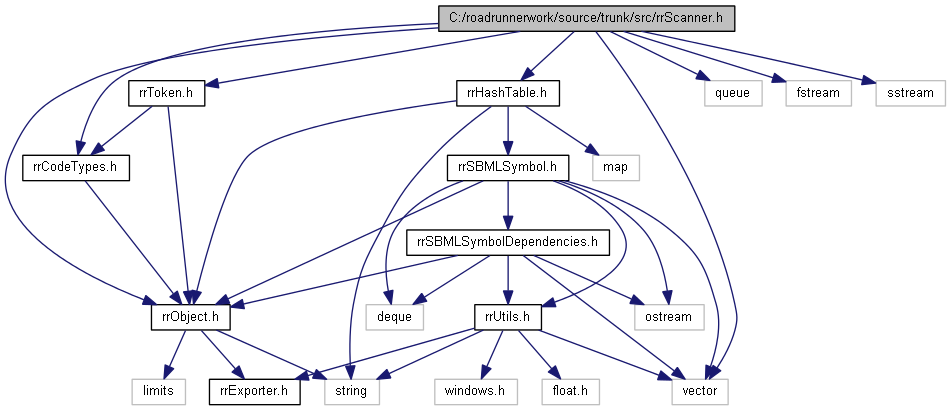 C:/roadrunnerwork/source/trunk/src/rrScanner.h
rrToken.h
rrHashTable.h
queue
fstream
sstream
rrCodeTypes.h
rrSBMLSymbol.h
map
rrSBMLSymbolDependencies.h
rrObject.h
deque
rrUtils.h
ostream
limits
rrExporter.h
string
windows.h
float.h
vector